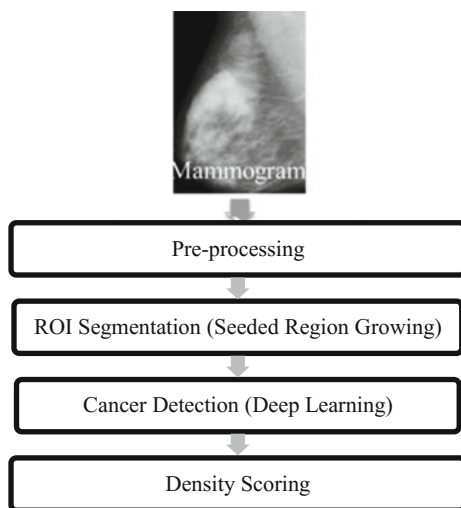 Mammogram
Pre-processing
ROI Segmentation (Seeded Region Growing)
Cancer Detection (Deep Learning)
Density Scoring